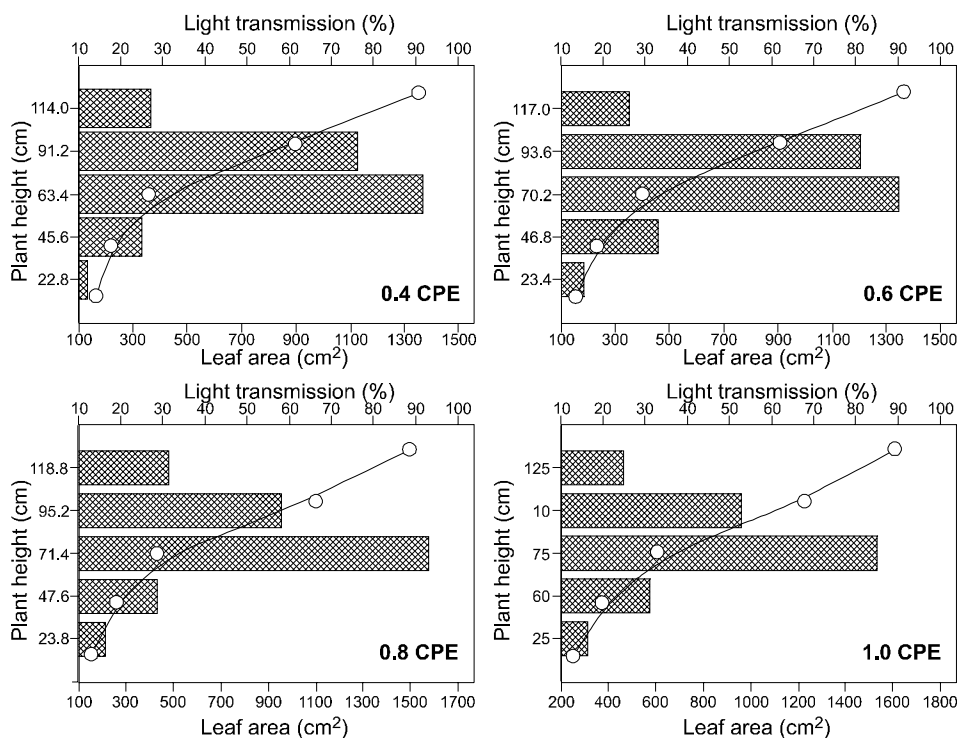 Light transmission (%)
10 20 30 40 50 60 70 80 90 100
Plant height (cm)
114.0
91.2
63.4
45.6
22.8
0.4 CPE
100 300 500 700 900 1100 1300 1500
Leaf area (cm²)
Light transmission (%)
10 20 30 40 50 60 70 80 90 100
Plant height (cm)
117.0
93.6
70.2
46.8
23.4
0.6 CPE
100 300 500 700 900 1100 1300 1500
Leaf area (cm²)
Light transmission (%)
10 20 30 40 50 60 70 80 90 100
Plant height (cm)
118.8
95.2
71.4
47.6
23.8
0.8 CPE
100 300 500 700 900 1100 1300 1500 1700
Leaf area (cm²)
Light transmission (%)
10 20 30 40 50 60 70 80 90 100
Plant height (cm)
125
10
75
60
25
1.0 CPE
200 400 600 800 1000 1200 1400 1600 1800
Leaf area (cm²)